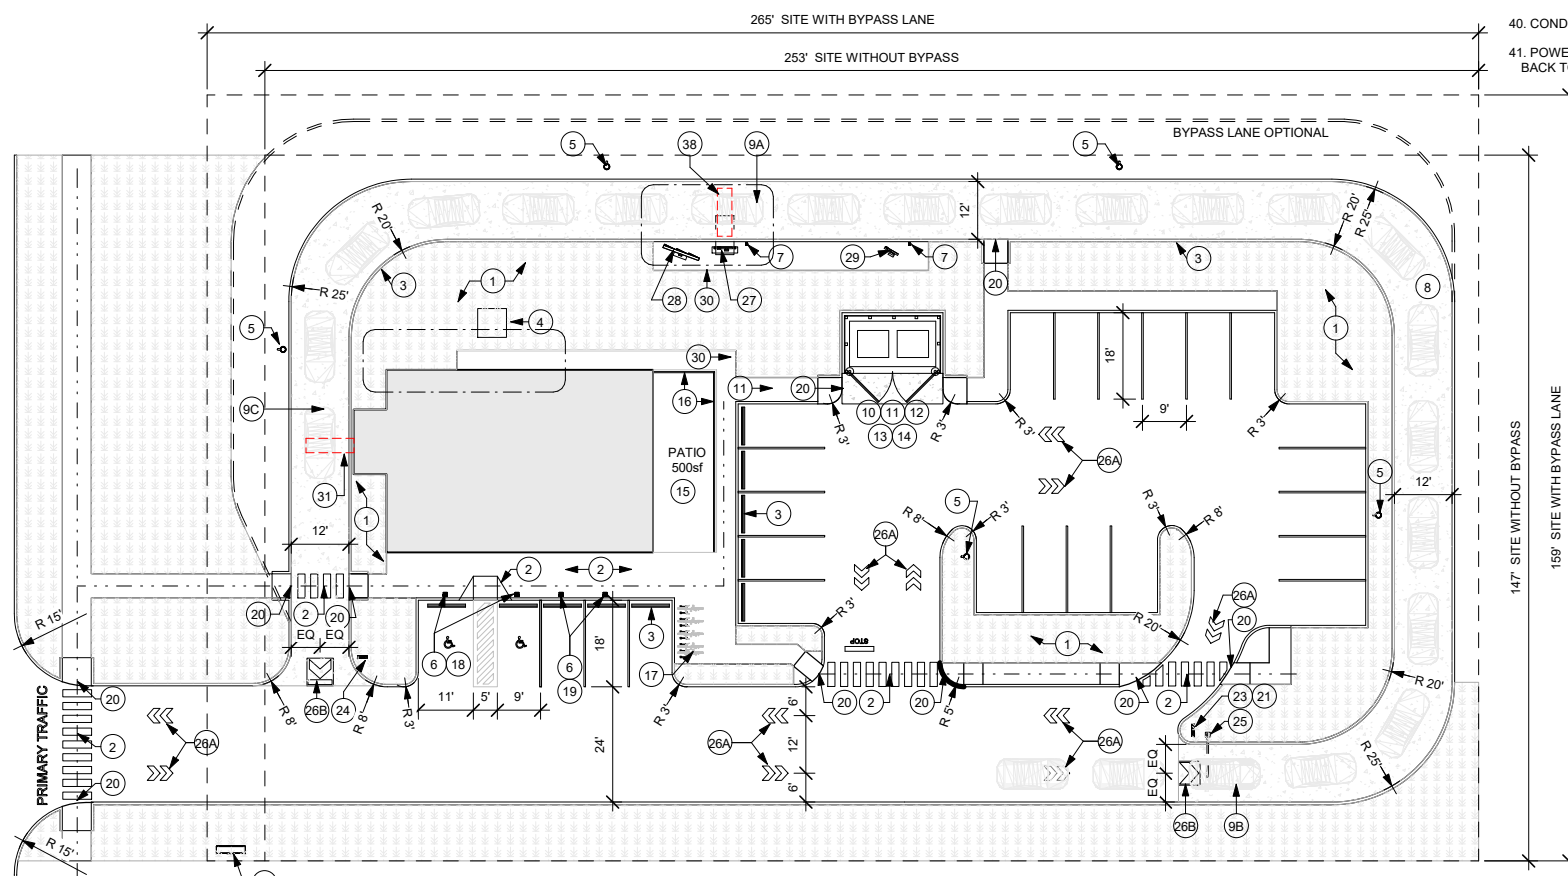 265' SITE WITH BYPASS LANE
40. COND
253' SITE WITHOUT BYPASS
41. POWE
BACK TO
BYPASS LANE OPTIONAL
5
38
9A
5
R 20'
12'
R 20'
R 25'
3
1
28
30
27
7
29
7
20
3
8
R 25'
5
4
1
30
11
20
18'
16
10
11
12
13
14
R 3'
R 3'
R 3'
9'
R 3'
9C
PATIO
500sf
15
26A
31
1
3
5
R 8'
R 3'
R 3'
R 8'
5
12'
147' SITE WITHOUT BYPASS
159' SITE WITH BYPASS LANE
12'
2
2
26A
26A
20
2
20
R 15'
EQ
EQ
18'
3
R 3'
STOP
R 20'
1
20
6
18
6
19
17
20
26B
24
R 8'
R 8'
R 3'
11'
5'
9'
R 3'
20
2
20
R 5'
20
2
23
21
25
R 20'
PRIMARY TRAFFIC
2
26A
24'
26A
6'
12'
6'
26A
EQ
EQ
R 25'
20
26B
9B
R 15'